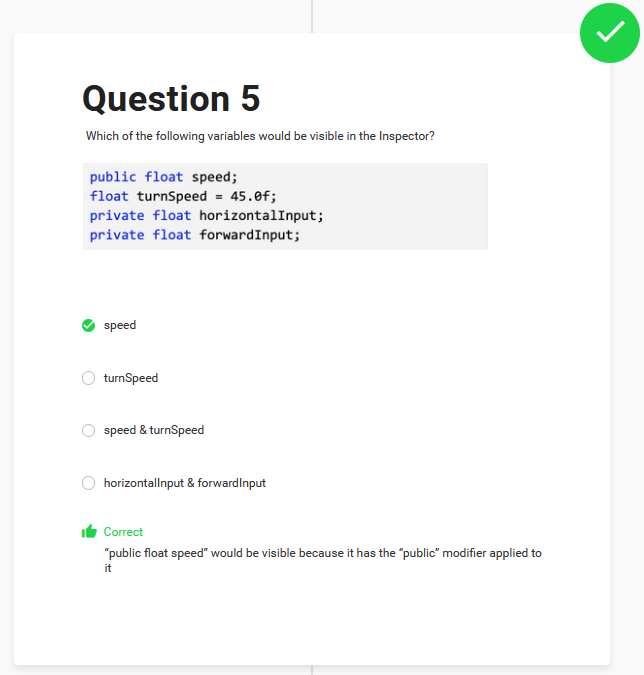 Question 5
Which of the following variables would be visible in the Inspector?
public float speed;
float turnSpeed = 45.0f;
private float horizontalInput;
private float forwardInput;
speed
turnSpeed
speed & turnSpeed
horizontalInput & forwardInput
Correct
“public float speed” would be visible because it has the “public” modifier applied to
it